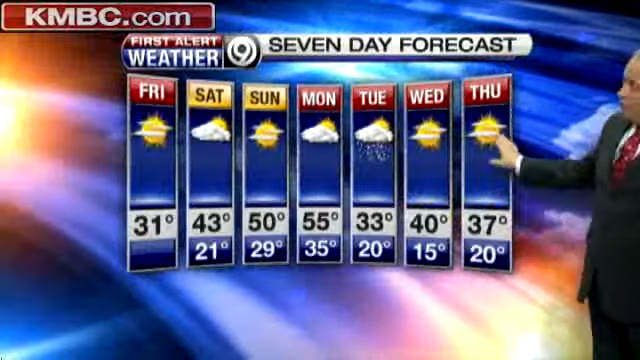 KMBC.com
FIRST ALERT
WEATHER 9 SEVEN DAY FORECAST
FRI SAT SUN MON TUE WED THU
31° 43° 50° 55° 33° 40° 37°
21° 29° 35° 20° 15° 20°